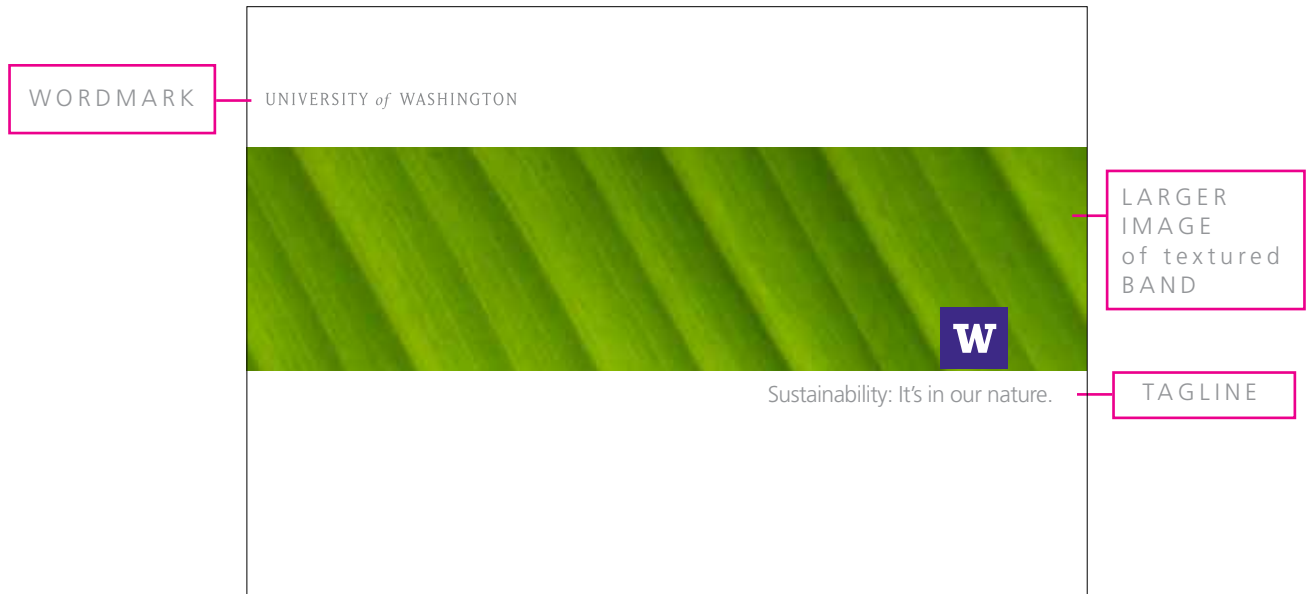 WORDMARK
UNIVERSITY of WASHINGTON
LARGER
IMAGE
of textured
BAND
W
Sustainability: It's in our nature.
TAGLINE